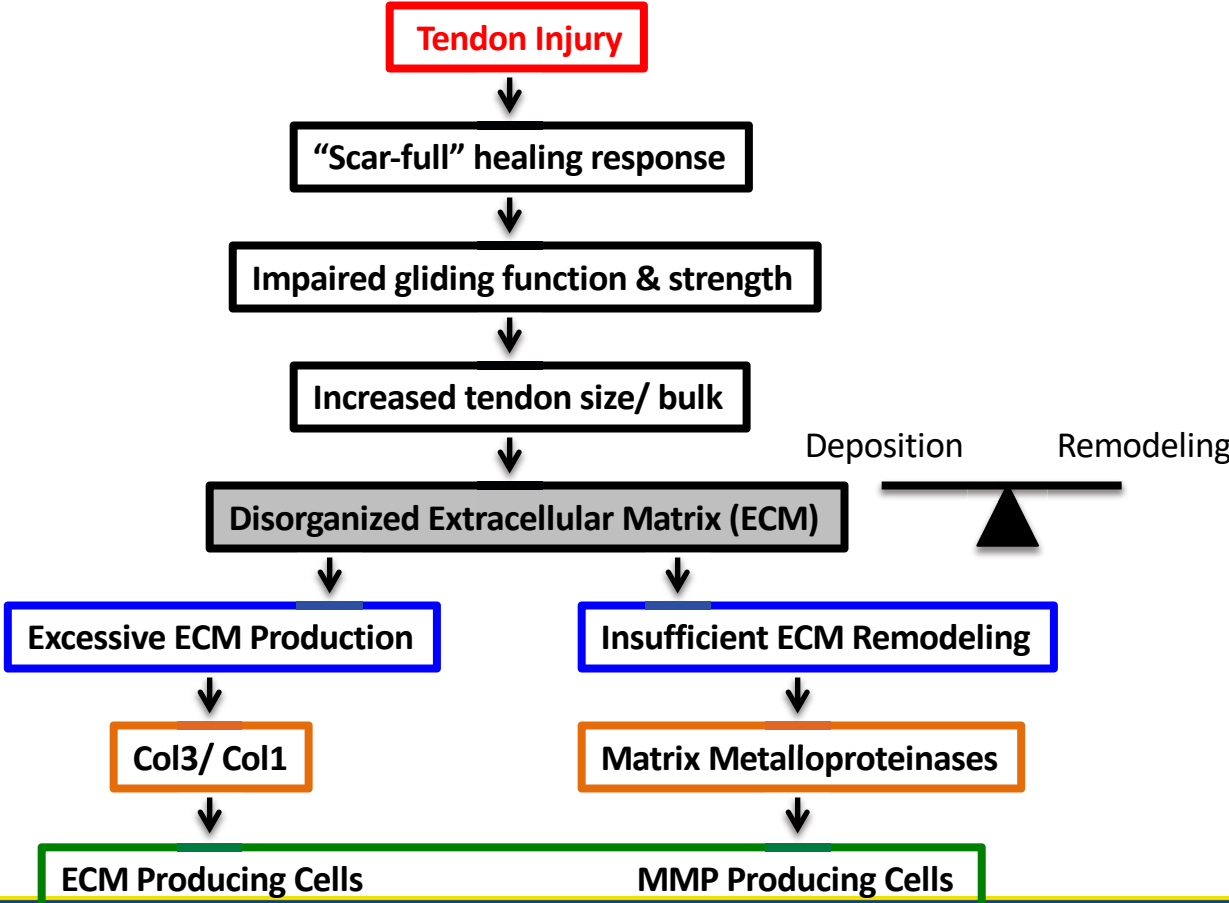 Tendon Injury
“Scar-full” healing response
Impaired gliding function & strength
Increased tendon size/ bulk
Deposition Remodeling
Disorganized Extracellular Matrix (ECM)
Excessive ECM Production Insufficient ECM Remodeling
Col3/ Col1 Matrix Metalloproteinases
ECM Producing Cells MMP Producing Cells